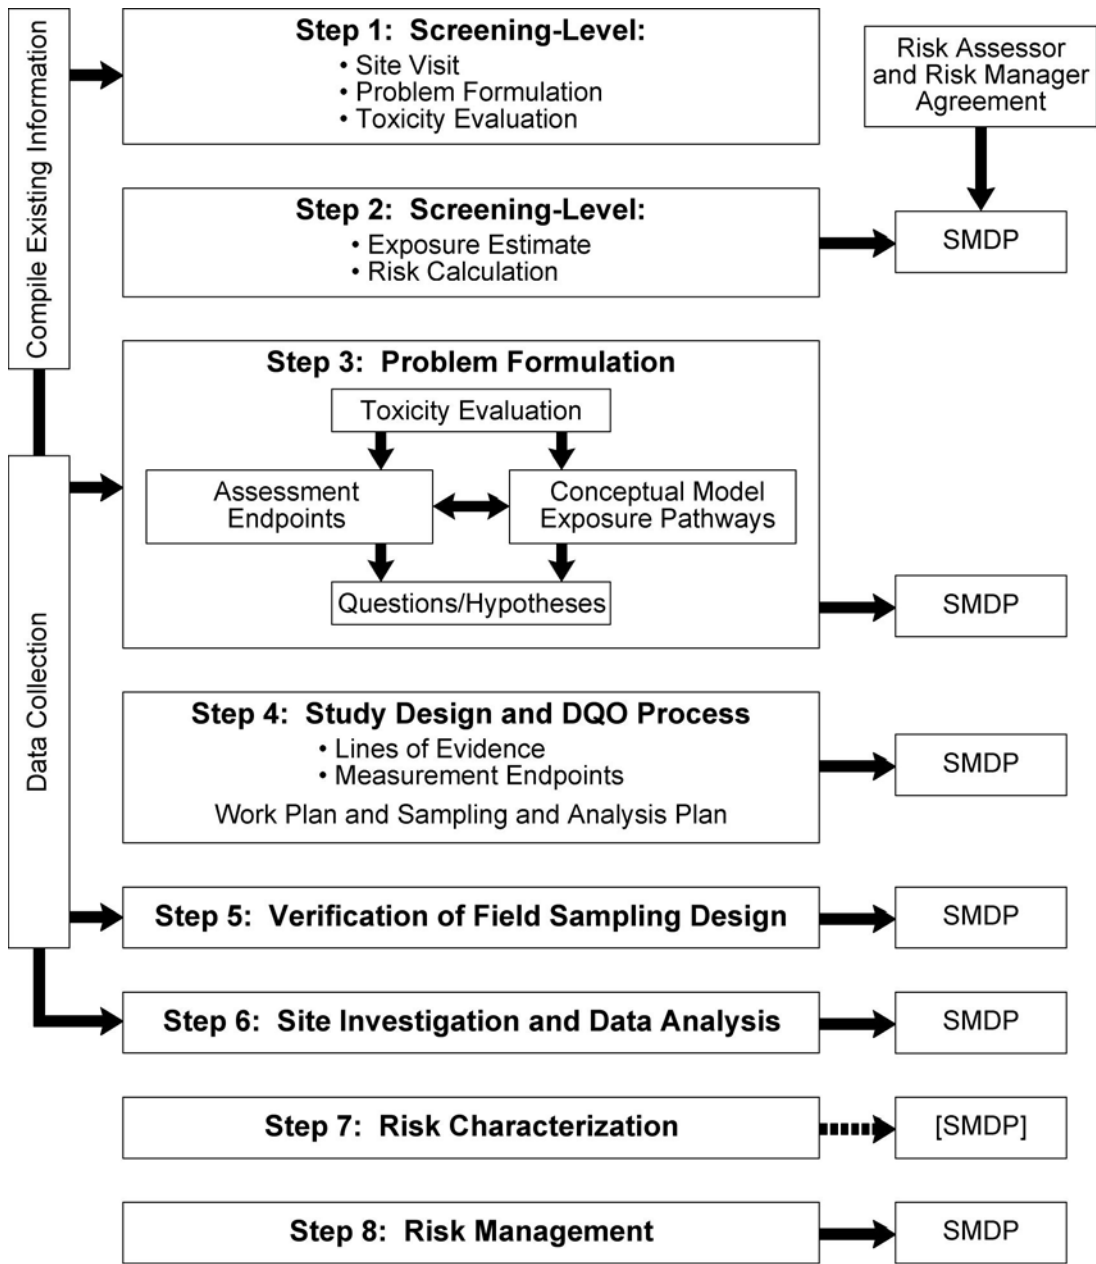 Compile Existing Information
Data Collection
Step 1: Screening-Level:
• Site Visit
• Problem Formulation
• Toxicity Evaluation
Risk Assessor
and Risk Manager
Agreement
Step 2: Screening-Level:
• Exposure Estimate
• Risk Calculation
SMDP
Step 3: Problem Formulation
Toxicity Evaluation
Assessment
Endpoints
Conceptual Model
Exposure Pathways
Questions/Hypotheses
SMDP
Step 4: Study Design and DQO Process
• Lines of Evidence
• Measurement Endpoints
Work Plan and Sampling and Analysis Plan
SMDP
Step 5: Verification of Field Sampling Design
SMDP
Step 6: Site Investigation and Data Analysis
SMDP
Step 7: Risk Characterization
[SMDP]
Step 8: Risk Management
SMDP